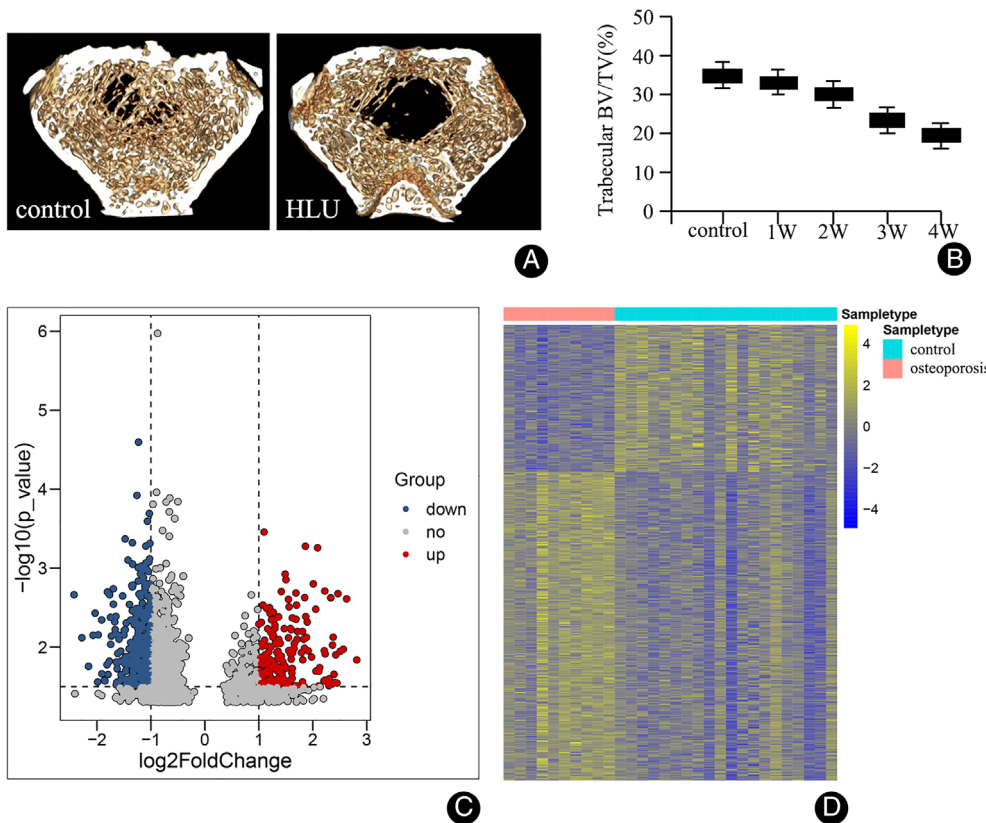 control
HLU
A
Trabecular BV/TV(%)
50
40
30
20
10
0
control 1W 2W 3W 4W
B
−log10(p_value)
6
5
4
3
2
−2 −1 0 1 2 3
log2FoldChange
Group
down
no
up
C
Sampletype
4
2
0
−2
−4
Sampletype
control
osteoporosis
D